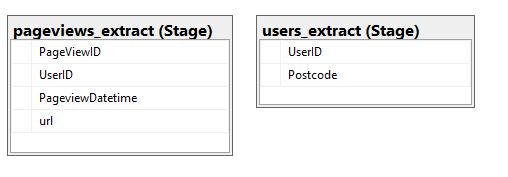 pageviews_extract (Stage)
PageViewID
UserID
PageviewDatetime
url
users_extract (Stage)
UserID
Postcode